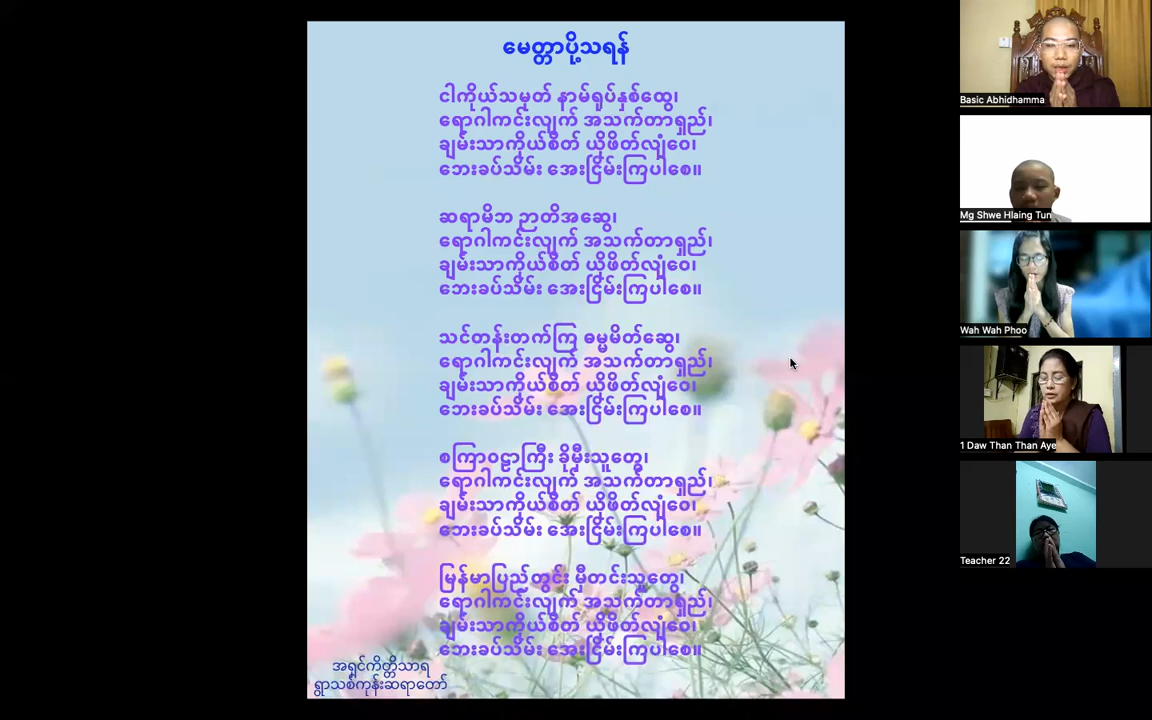 မေတ္တာပို့သရန်
ငါကိုယ်သမုတ် နာမ်ရုပ်နှစ်ထွေ၊
ရောဂါကင်းလျက် အသက်တာရှည်၊
ချမ်းသာကိုယ်စိတ် ယိုဖိတ်လျှံဝေ၊
ဘေးခပ်သိမ်း အေးငြိမ်းကြပါစေ။
ဆရာမိဘ ဉာတိအဆွေ၊
ရောဂါကင်းလျက် အသက်တာရှည်၊
ချမ်းသာကိုယ်စိတ် ယိုဖိတ်လျှံဝေ၊
ဘေးခပ်သိမ်း အေးငြိမ်းကြပါစေ။
သင်တန်းတက်ကြ ဓမ္မမိတ်ဆွေ၊
ရောဂါကင်းလျက် အသက်တာရှည်၊
ချမ်းသာကိုယ်စိတ် ယိုဖိတ်လျှံဝေ၊
ဘေးခပ်သိမ်း အေးငြိမ်းကြပါစေ။
စကြာဝဠာကြီး ခိုမှီးသူတွေ၊
ရောဂါကင်းလျက် အသက်တာရှည်၊
ချမ်းသာကိုယ်စိတ် ယိုဖိတ်လျှံဝေ၊
ဘေးခပ်သိမ်း အေးငြိမ်းကြပါစေ။
မြန်မာပြည်တွင်း မှီတင်းသူတွေ၊
ရောဂါကင်းလျက် အသက်တာရှည်၊
ချမ်းသာကိုယ်စိတ် ယိုဖိတ်လျှံဝေ၊
ဘေးခပ်သိမ်း အေးငြိမ်းကြပါစေ။
အရှင်ကိတ္တိသာရ
ရွာသစ်ကုန်းဆရာတော်
Basic Abhidhamma
Mg Shwe Hlaing Tun
Wah Wah Phoo
1 Daw Than Than Aye
Teacher 22